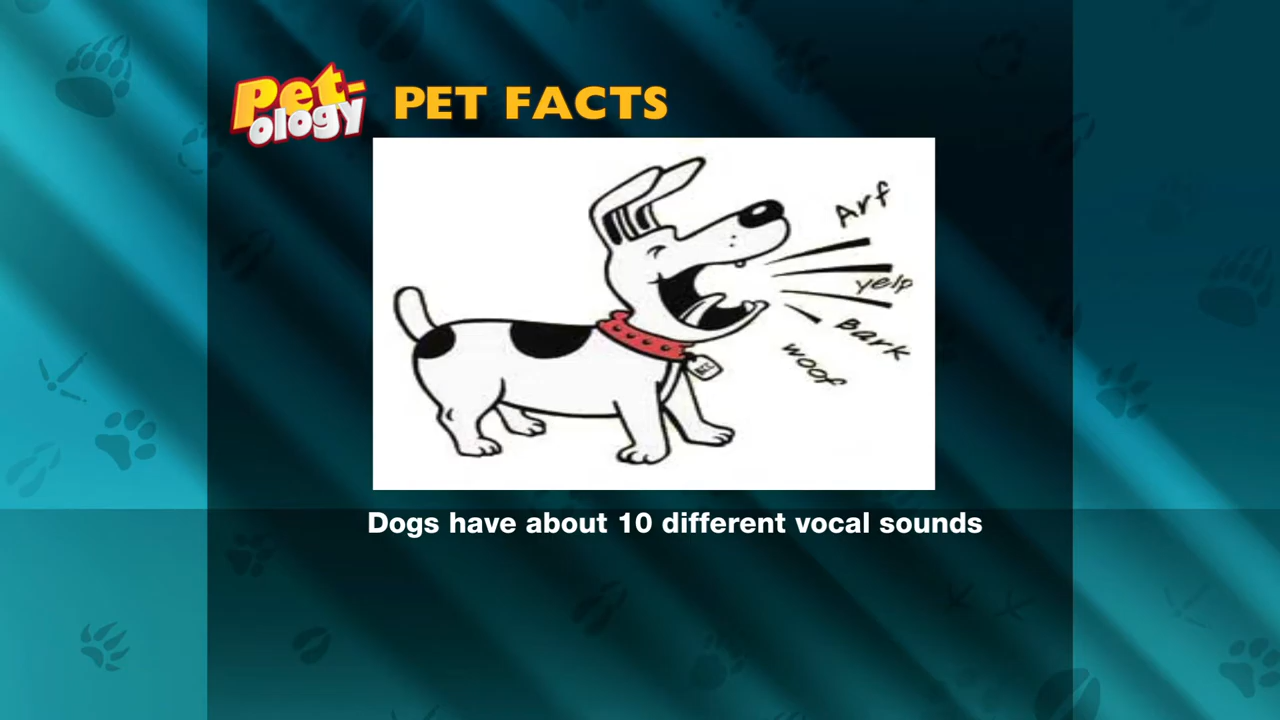 Pet-
ology
PET FACTS
Arf
yelp
Bark
woof
Dogs have about 10 different vocal sounds